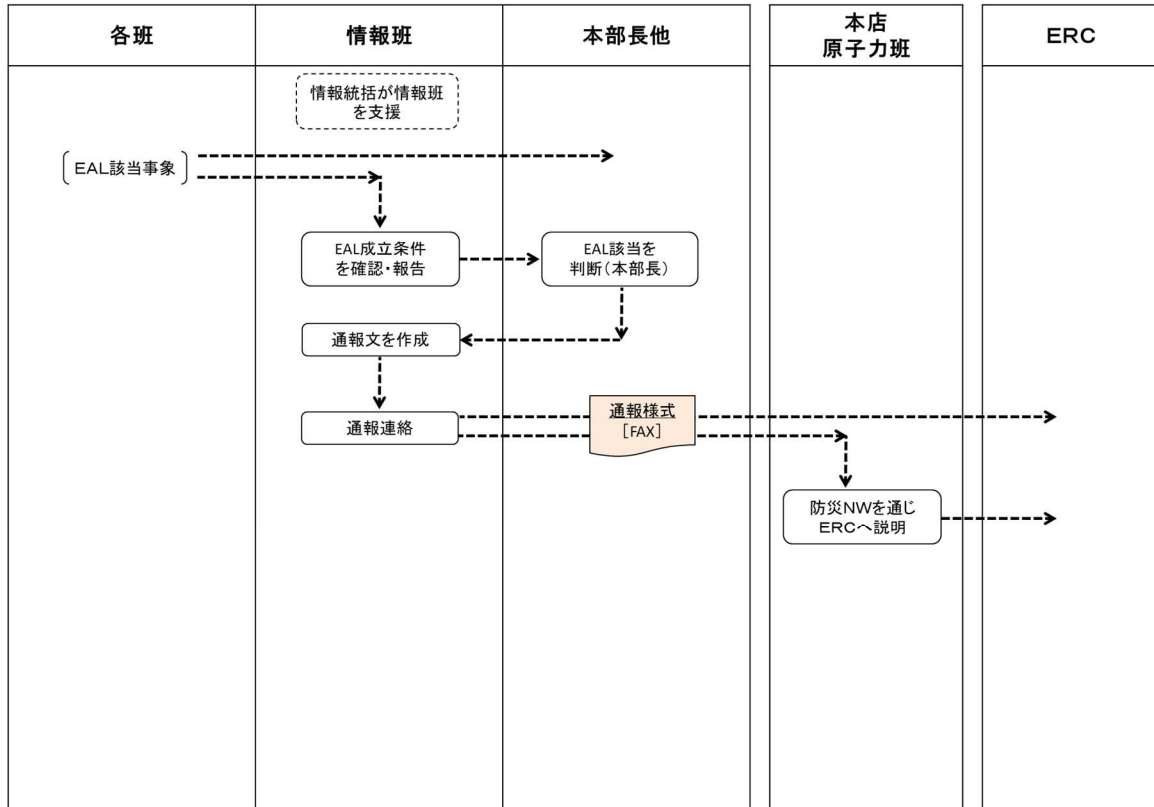 各班
情報班
本部長他
本店
原子力班
ERC
情報統括が情報班
を支援
EAL該当事象
EAL成立条件
を確認・報告
EAL該当を
判断(本部長)
通報文を作成
通報連絡
通報様式
[FAX]
防災NWを通じ
ERCへ説明